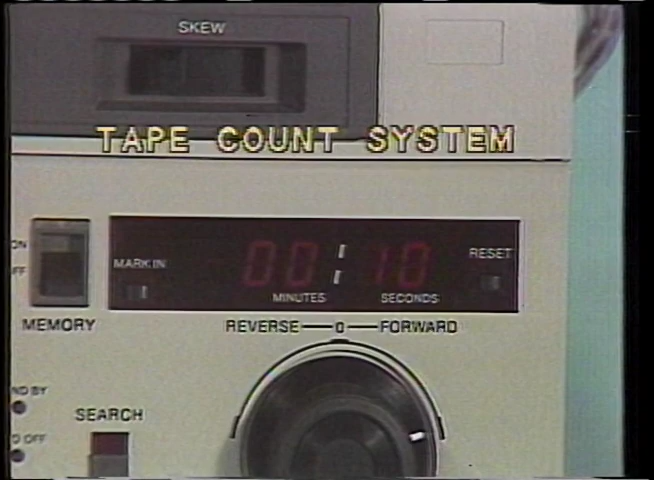 SKEW
TAPE COUNT SYSTEM
ON
MARK IN
00 10
RESET
MINUTES SECONDS
MEMORY
REVERSE 0 FORWARD
ND BY
SEARCH
OFF